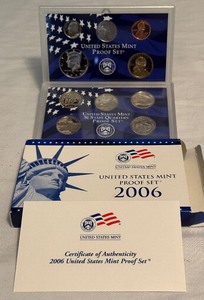 UNITED STATES MINT
PROOF SET®
UNITED STATES MINT
50 STATE QUARTERS
PROOF SET®
UNITED STATES MINT
PROOF SET®
2006
UNITED STATES MINT
Certificate of Authenticity
2006 United States Mint Proof Set®